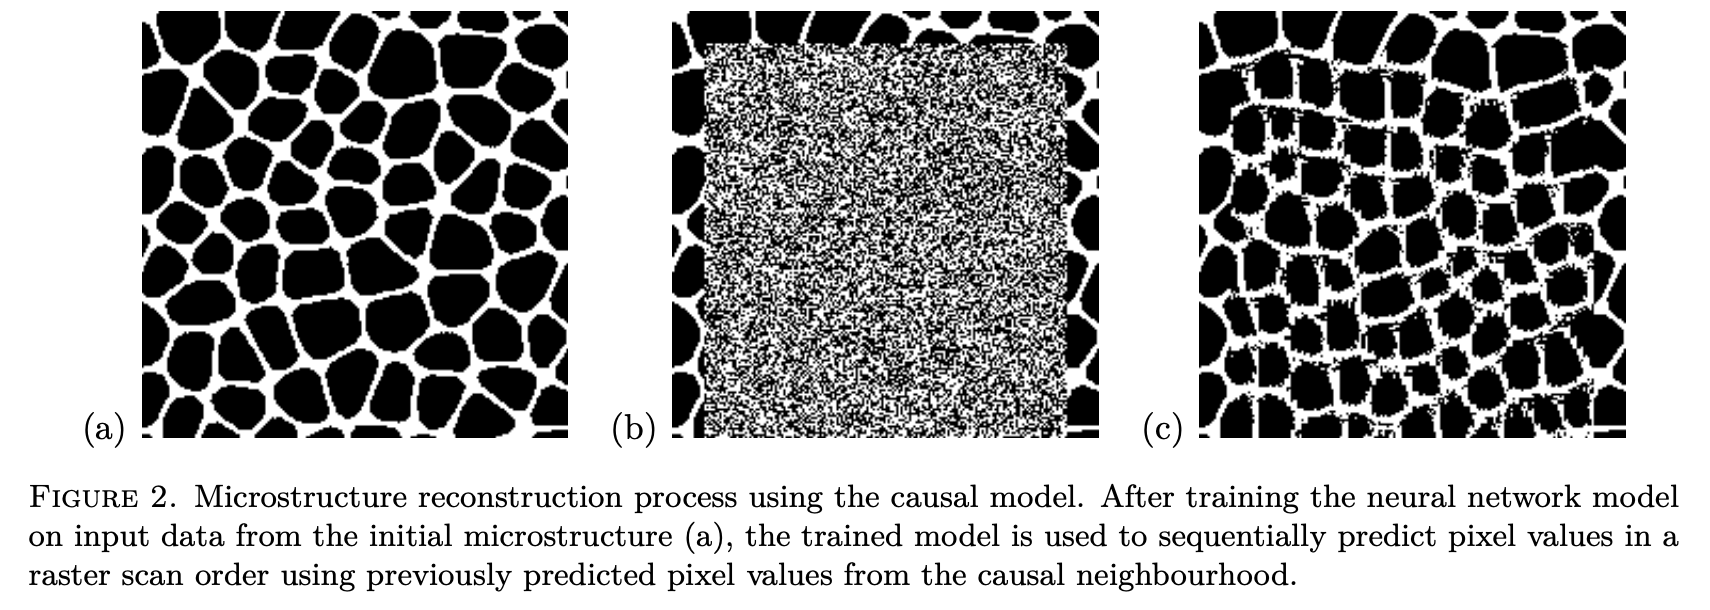 (a) (b) (c)
FIGURE 2. Microstructure reconstruction process using the causal model. After training the neural network model
on input data from the initial microstructure (a), the trained model is used to sequentially predict pixel values in a
raster scan order using previously predicted pixel values from the causal neighbourhood.